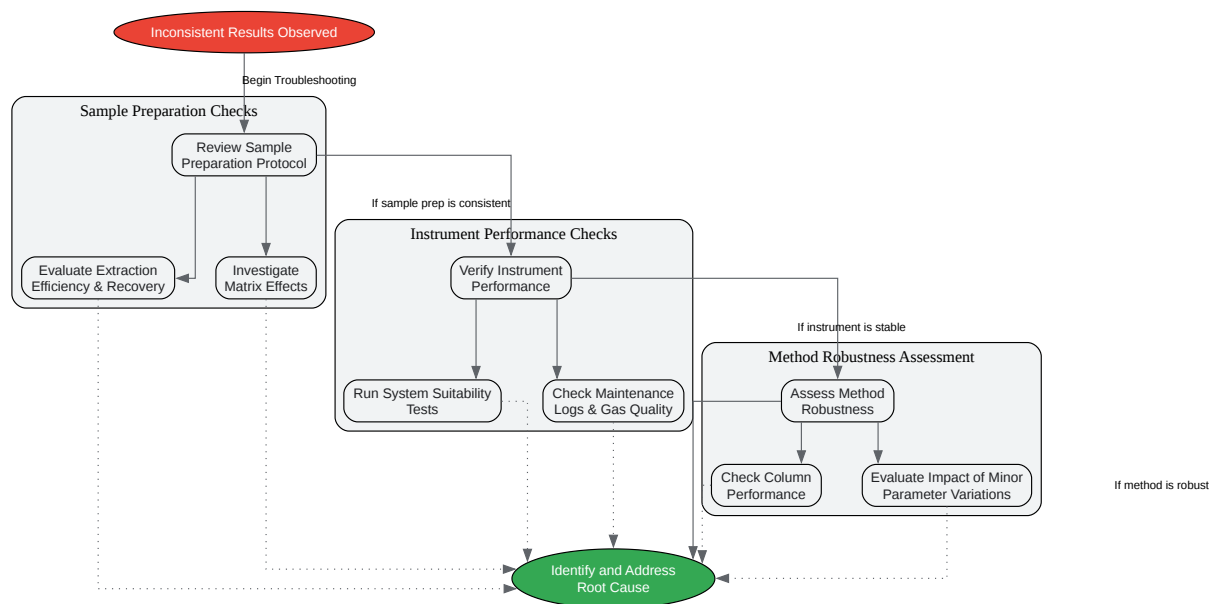 Inconsistent Results Observed
Begin Troubleshooting
Sample Preparation Checks
Review Sample
Preparation Protocol
If sample prep is consistent
Instrument Performance Checks
Evaluate Extraction
Efficiency & Recovery
Investigate
Matrix Effects
Verify Instrument
Performance
If instrument is stable
Method Robustness Assessment
Run System Suitability
Tests
Check Maintenance
Logs & Gas Quality
Assess Method
Robustness
Check Column
Performance
Evaluate Impact of Minor
Parameter Variations
If method is robust
Identify and Address
Root Cause